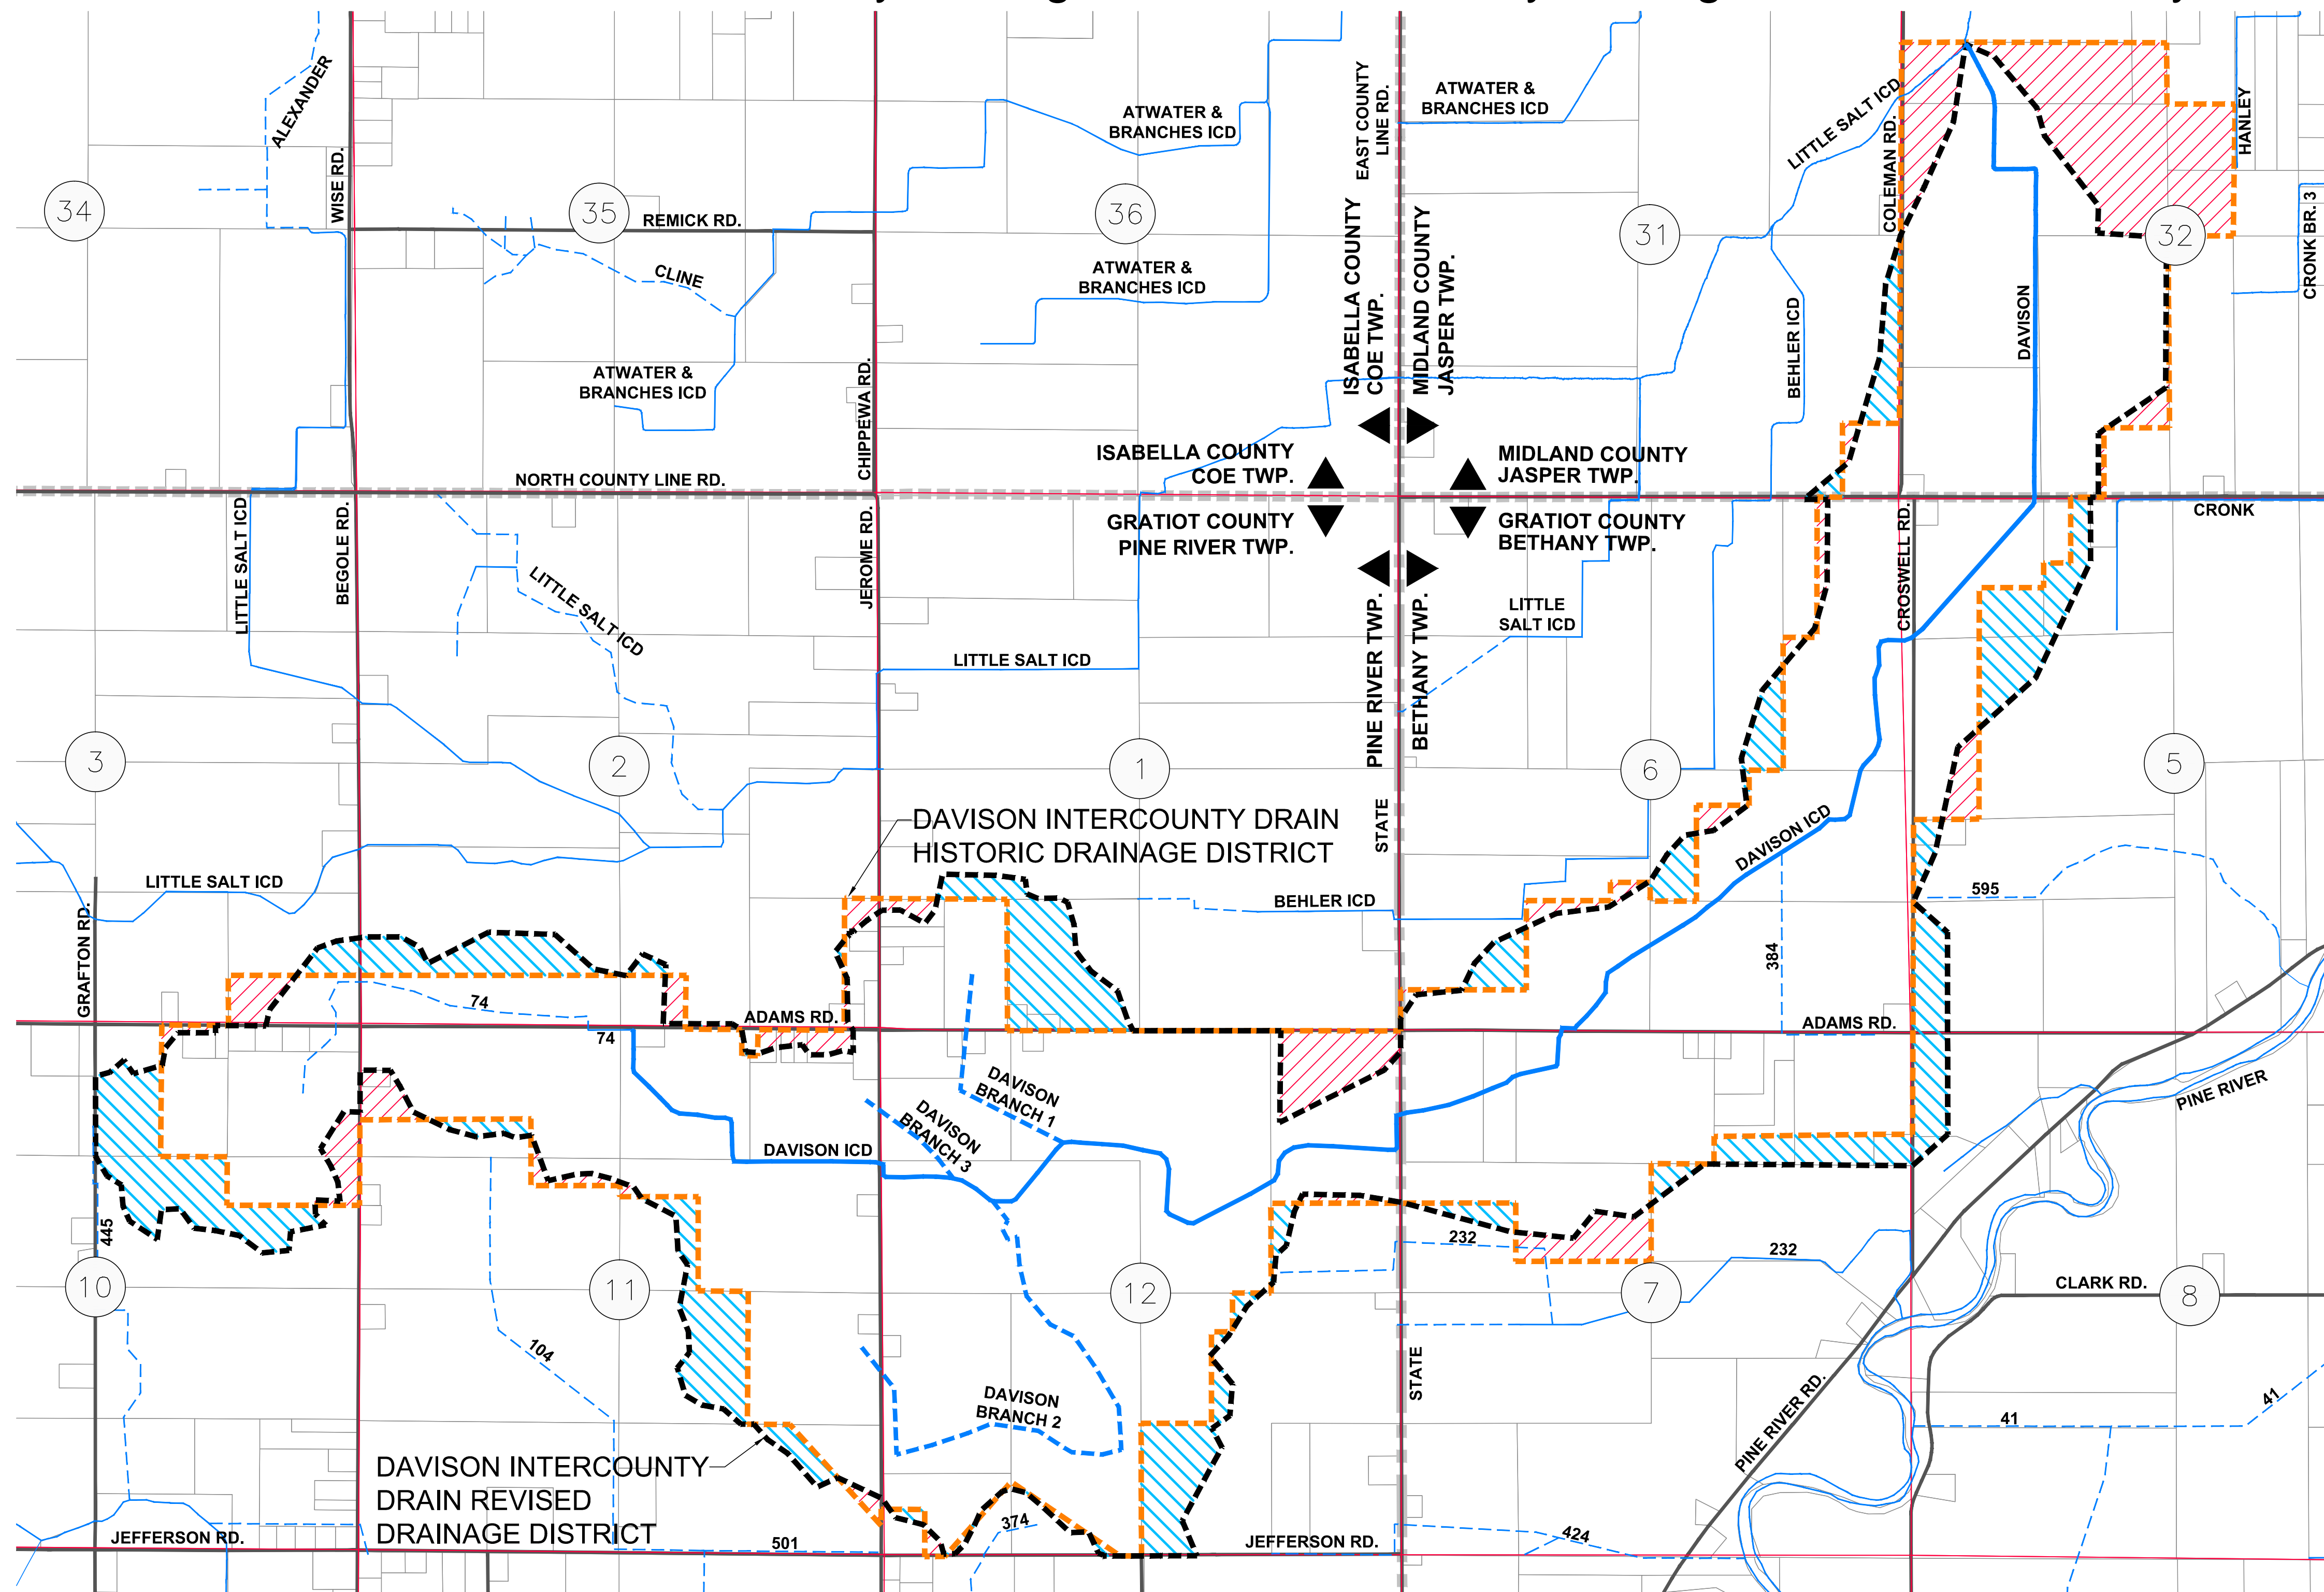 ALEXANDER
WISE RD.
34
35
REMICK RD.
CLINE
ATWATER &
BRANCHES ICD
CHIPPEWA RD.
ATWATER &
BRANCHES ICD
36
ATWATER &
BRANCHES ICD
EAST COUNTY
LINE RD.
ATWATER &
BRANCHES ICD
LITTLE SALT ICD
COLEMAN RD.
HANLEY
CRONK BR. 3
31
32
BEHLER ICD
DAVISON
ISABELLA COUNTY
COE TWP.
MIDLAND COUNTY
JASPER TWP.
ISABELLA COUNTY
COE TWP.
MIDLAND COUNTY
JASPER TWP.
NORTH COUNTY LINE RD.
GRATIOT COUNTY
PINE RIVER TWP.
GRATIOT COUNTY
BETHANY TWP.
CRONK
LITTLE SALT ICD
BEGOLE RD.
JEROME RD.
LITTLE SALT ICD
LITTLE SALT ICD
PINE RIVER TWP.
BETHANY TWP.
LITTLE
SALT ICD
CROSWELL RD.
3
2
1
6
5
STATE
DAVISON INTERCOUNTY DRAIN
HISTORIC DRAINAGE DISTRICT
DAVISON ICD
LITTLE SALT ICD
BEHLER ICD
595
GRAFTON RD.
384
74
ADAMS RD.
74
ADAMS RD.
DAVISON
BRANCH 1
DAVISON
BRANCH 3
PINE RIVER
DAVISON ICD
445
232
232
10
11
12
7
CLARK RD.
8
104
STATE
DAVISON
BRANCH 2
PINE RIVER RD.
41
41
DAVISON INTERCOUNTY
DRAIN REVISED
DRAINAGE DISTRICT
374
424
JEFFERSON RD.
501
JEFFERSON RD.